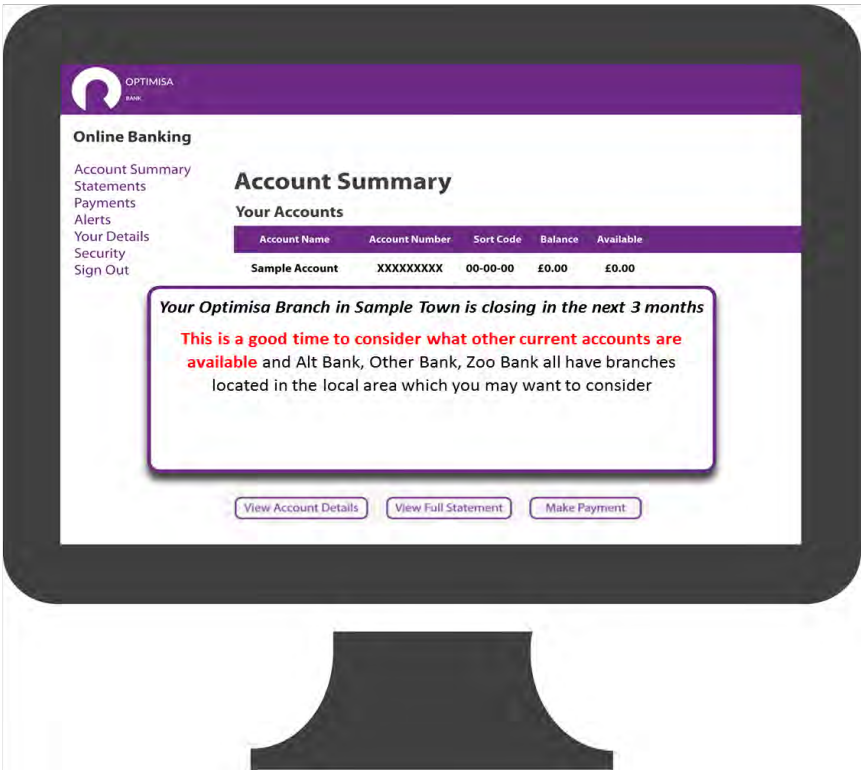 OPTIMISA
BANK
Online Banking
Account Summary
Statements
Payments
Alerts
Your Details
Security
Sign Out
Account Summary
Your Accounts
Account Name Account Number Sort Code Balance Available
Sample Account XXXXXXXXX 00-00-00 £0.00 £0.00
Your Optimisa Branch in Sample Town is closing in the next 3 months
This is a good time to consider what other current accounts are
available and Alt Bank, Other Bank, Zoo Bank all have branches
located in the local area which you may want to consider
View Account Details View Full Statement Make Payment